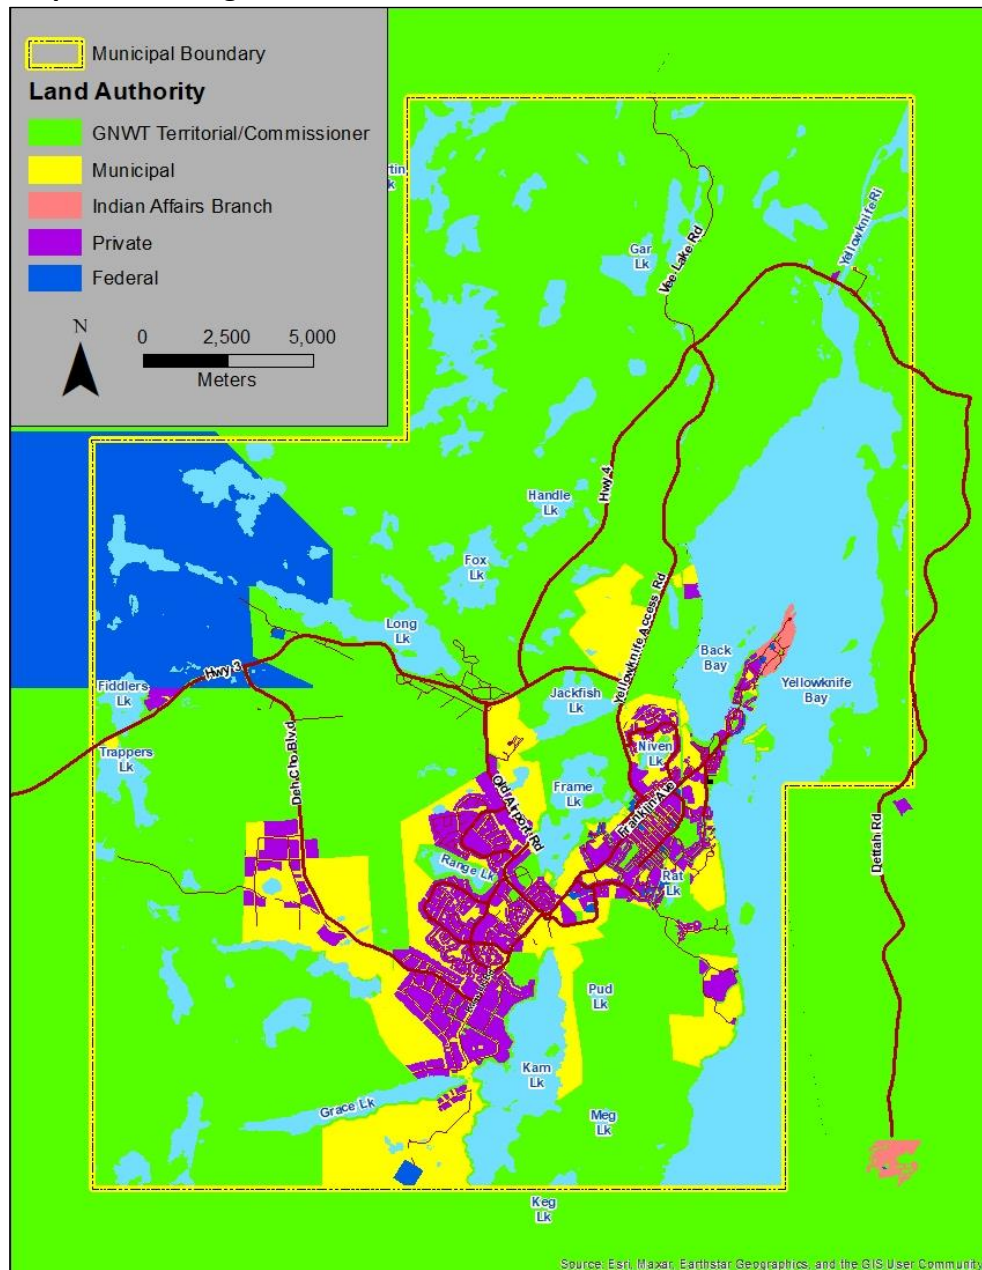 Municipal Boundary
Land Authority
GNWT Territorial/Commissioner
Municipal
Indian Affairs Branch
Private
Federal
N
0 2,500 5,000
Meters
Gar
Lk
Vee Lake Rd
Yellowknife Ri
Hwy 4
Handle
Lk
Fox
Lk
Long
Lk
Yellowknife Access Rd
Back
Bay
Yellowknife
Bay
Hwy 3
Fiddlers
Lk
Jackfish
Lk
Trappers
Lk
Deh Cho Blvd
Niven
Lk
Frame
Lk
Old Airport Rd
Franklin Ave
Range Lk
Rat
Lk
Dettah Rd
Pud
Lk
Kam
Lk
Grace Lk
Meg
Lk
Keg
Lk
Source: Esri, Maxar, Earthstar Geographics, and the GIS User Community